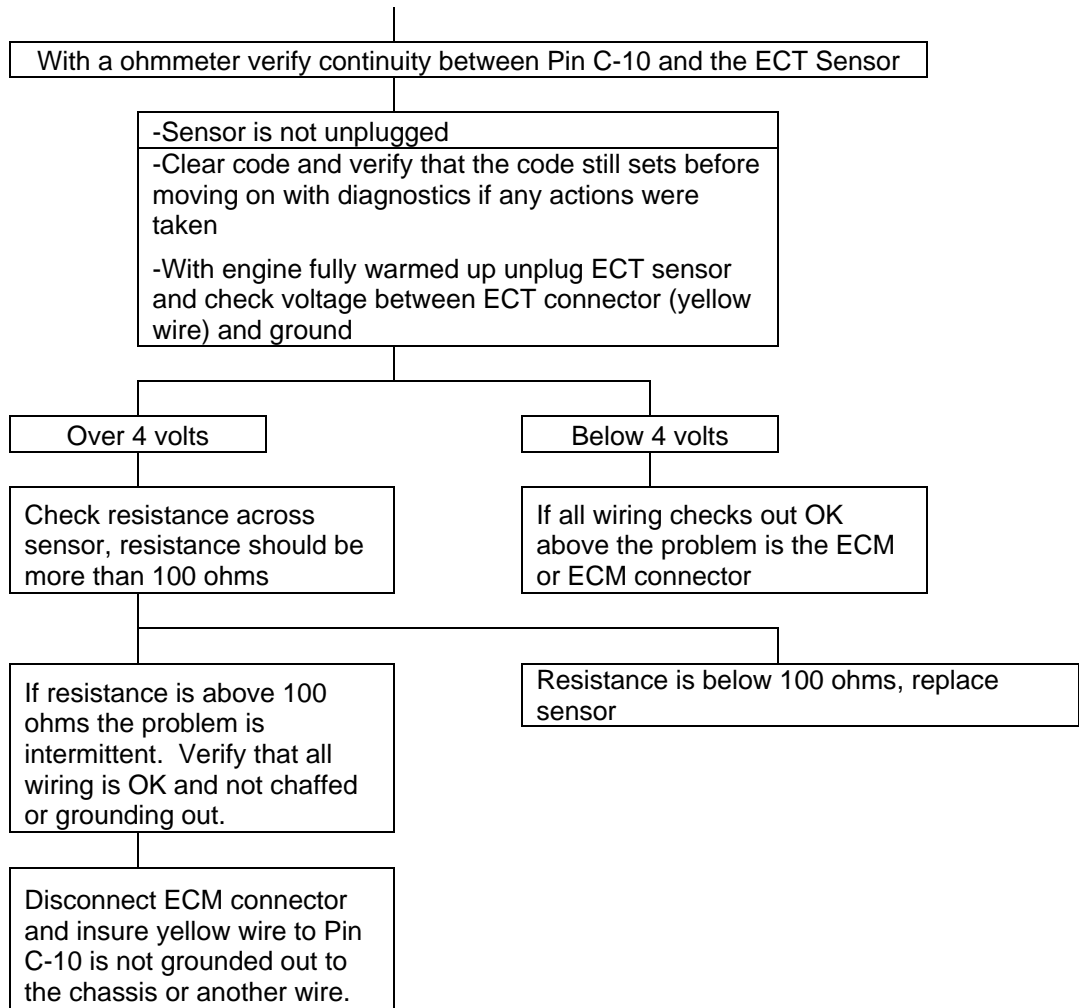 With a ohmmeter verify continuity between Pin C-10 and the ECT Sensor
-Sensor is not unplugged
-Clear code and verify that the code still sets before
moving on with diagnostics if any actions were
taken
-With engine fully warmed up unplug ECT sensor
and check voltage between ECT connector (yellow
wire) and ground
Over 4 volts
Below 4 volts
Check resistance across
sensor, resistance should be
more than 100 ohms
If all wiring checks out OK
above the problem is the ECM
or ECM connector
If resistance is above 100
ohms the problem is
intermittent.  Verify that all
wiring is OK and not chaffed
or grounding out.
Resistance is below 100 ohms, replace
sensor
Disconnect ECM connector
and insure yellow wire to Pin
C-10 is not grounded out to
the chassis or another wire.